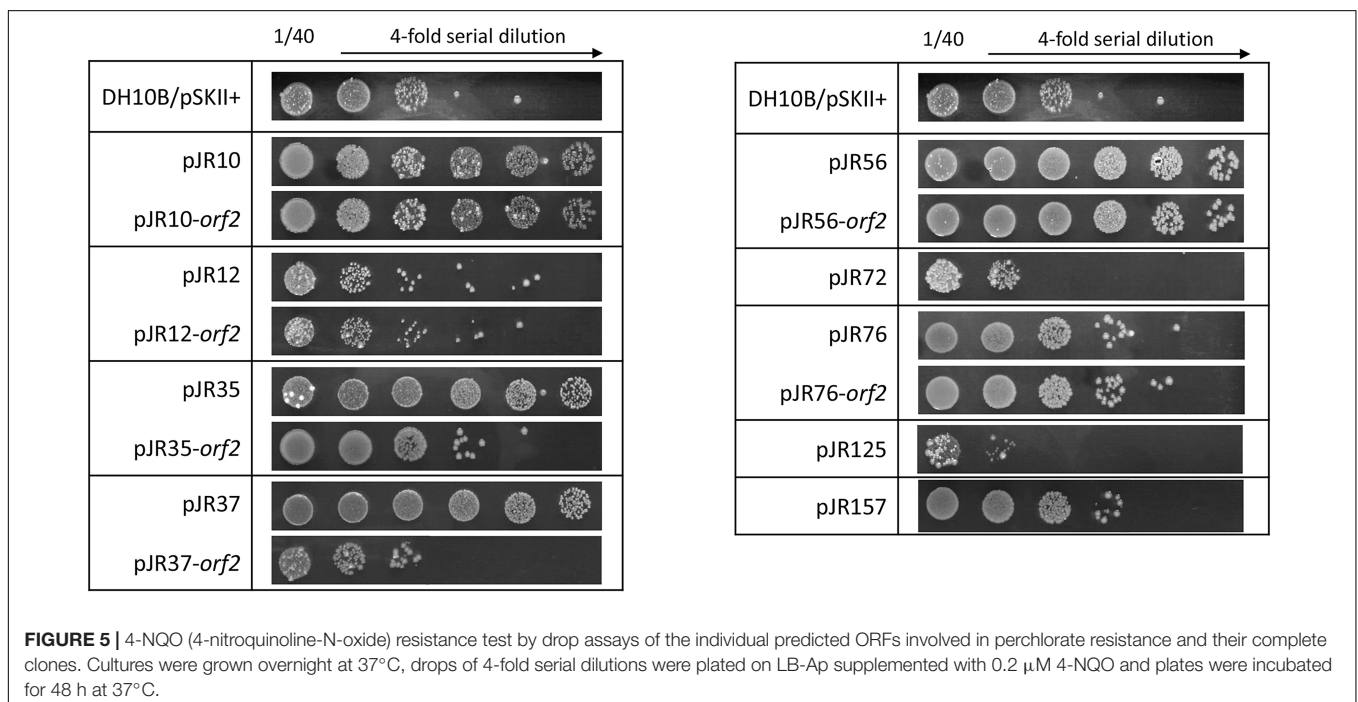 1/40 4-fold serial dilution
DH10B/pSKII+
pJR10
pJR10-orf2
pJR12
pJR12-orf2
pJR35
pJR35-orf2
pJR37
pJR37-orf2
1/40 4-fold serial dilution
DH10B/pSKII+
pJR56
pJR56-orf2
pJR72
pJR76
pJR76-orf2
pJR125
pJR157
FIGURE 5 | 4-NQO (4-nitroquinoline-N-oxide) resistance test by drop assays of the individual predicted ORFs involved in perchlorate resistance and their complete
clones. Cultures were grown overnight at 37°C, drops of 4-fold serial dilutions were plated on LB-Ap supplemented with 0.2 μM 4-NQO and plates were incubated
for 48 h at 37°C.